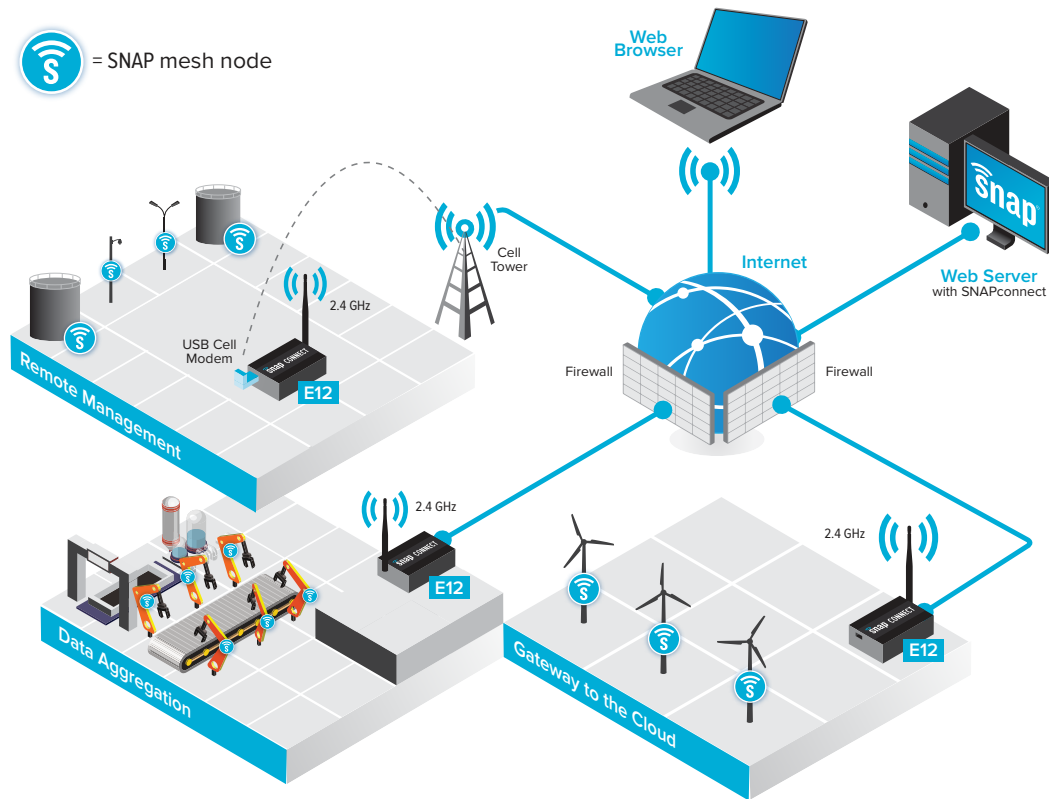 = SNAP mesh node
Web
Browser
snap
Web Server
with SNAPconnect
Internet
Cell
Tower
2.4 GHz
USB Cell
Modem
snap CONNECT
E12
Remote Management
Firewall
Firewall
2.4 GHz
snap CONNECT
E12
Data Aggregation
2.4 GHz
snap CONNECT
E12
Gateway to the Cloud
S
S
S
S
S
S
S
S
S
S
S
S
S
S